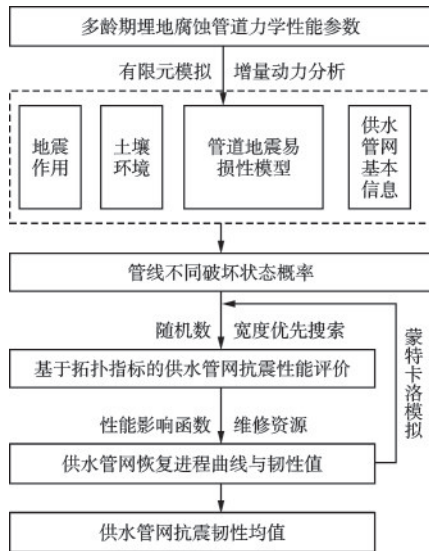 多龄期埋地腐蚀管道力学性能参数
有限元模拟 增量动力分析
地震
作用
土壤
环境
管道地震易
损性模型
供水
管网
基本
信息
管线不同破坏状态概率
随机数 宽度优先搜索
基于拓扑指标的供水管网抗震性能评价
性能影响函数 维修资源
供水管网恢复进程曲线与韧性值
蒙特卡洛模拟
供水管网抗震韧性均值